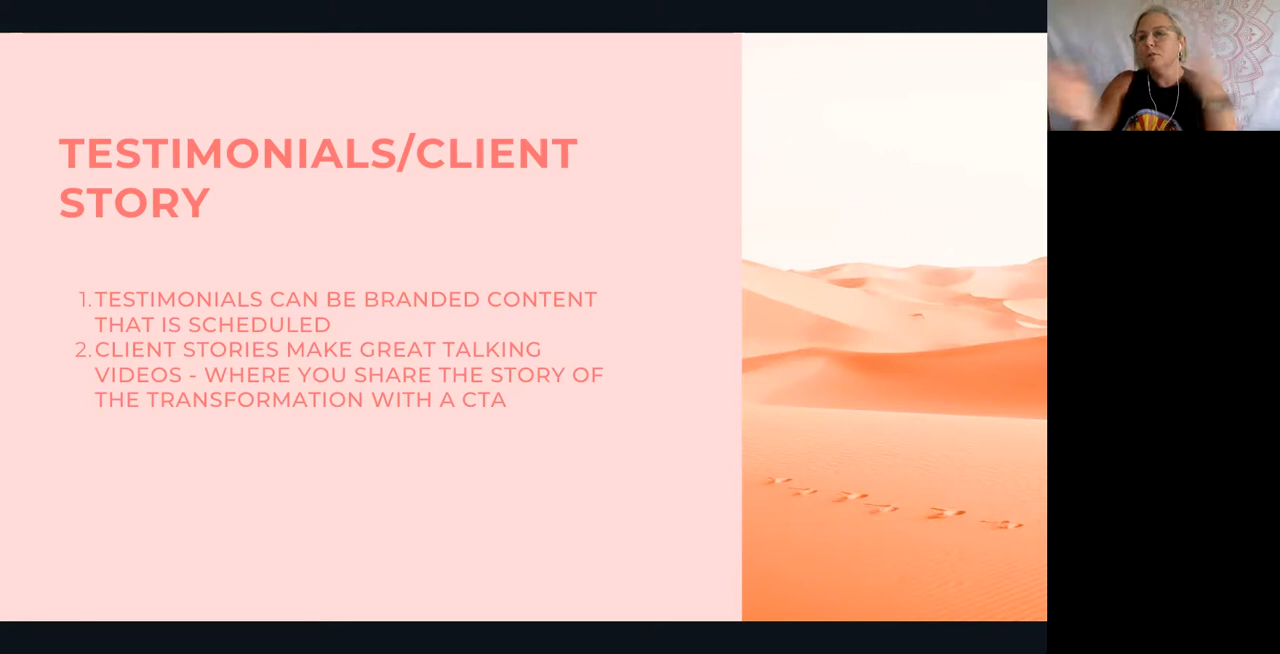 TESTIMONIALS/CLIENT
STORY
1. TESTIMONIALS CAN BE BRANDED CONTENT
THAT IS SCHEDULED
2. CLIENT STORIES MAKE GREAT TALKING
VIDEOS - WHERE YOU SHARE THE STORY OF
THE TRANSFORMATION WITH A CTA